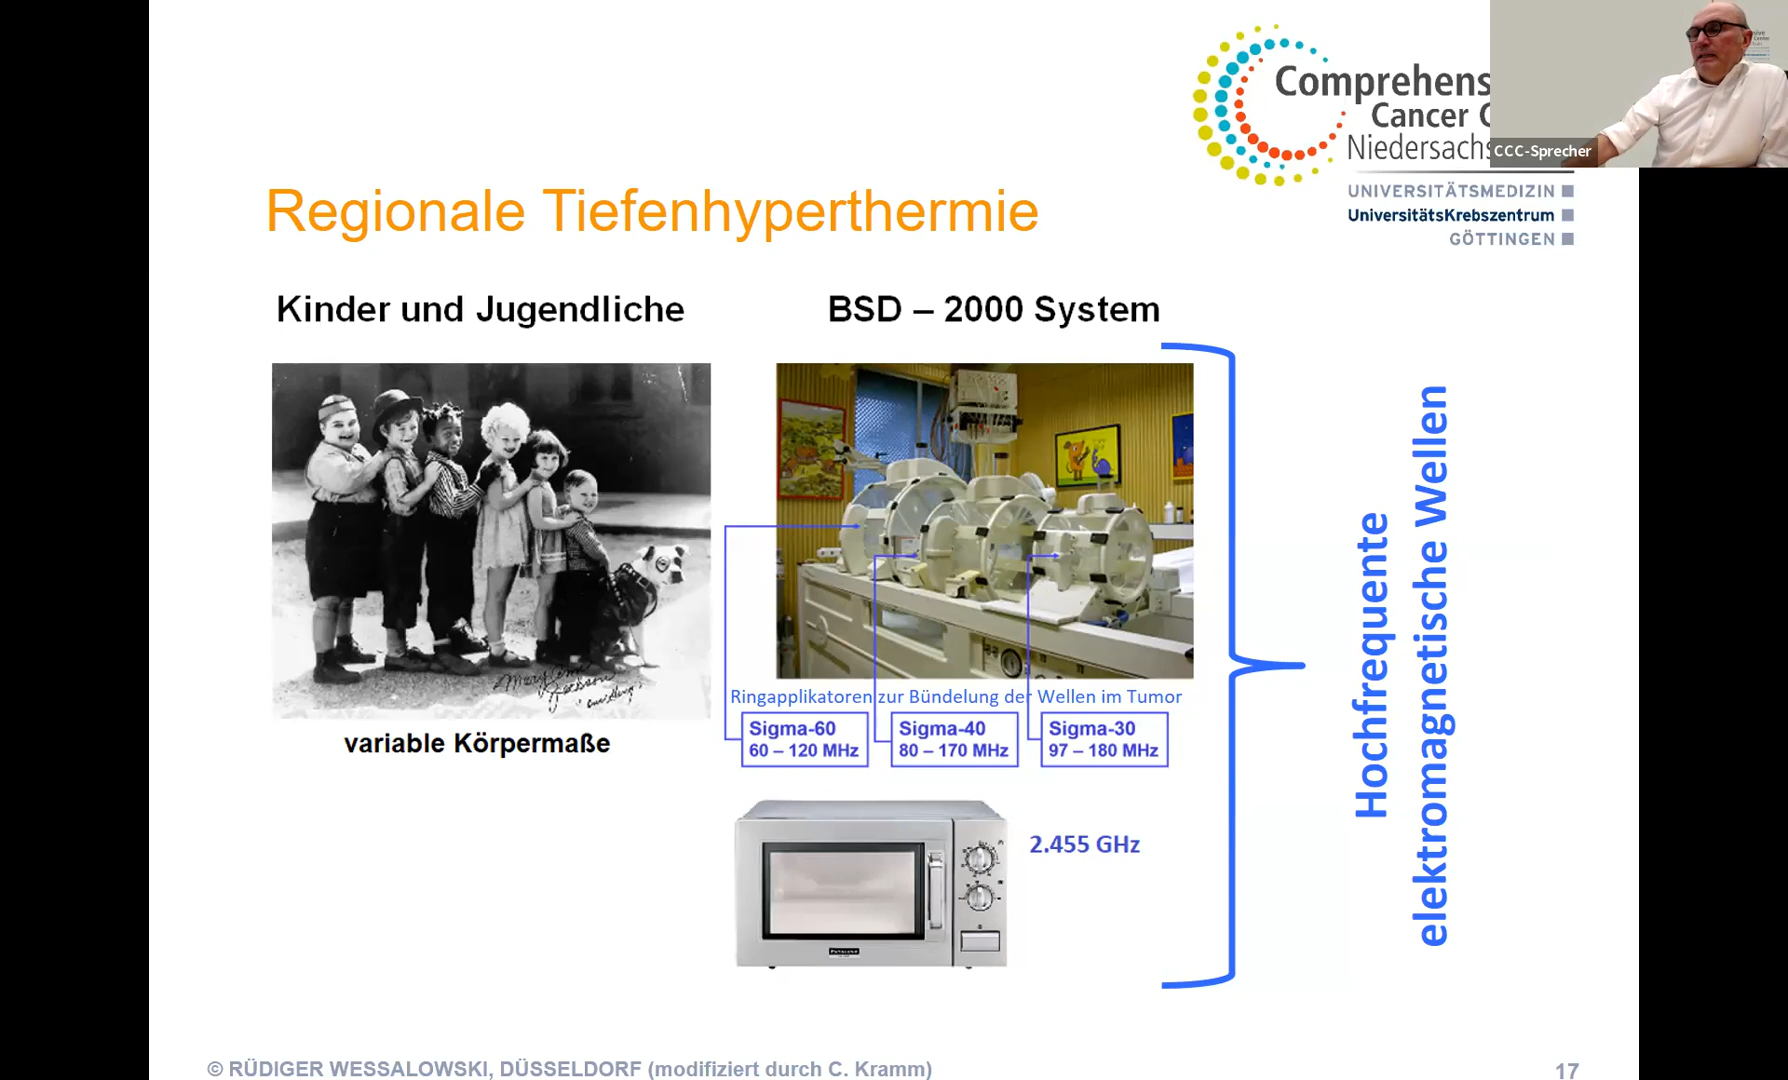 Comprehens
Cancer C
Niedersachs
CCC-Sprecher
UNIVERSITÄTSMEDIZIN
UniversitätsKrebszentrum
GÖTTINGEN
Regionale Tiefenhyperthermie
Kinder und Jugendliche
BSD – 2000 System
variable Körpermaße
Ringapplikatoren zur Bündelung der Wellen im Tumor
Sigma-60
60 – 120 MHz
Sigma-40
80 – 170 MHz
Sigma-30
97 – 180 MHz
2.455 GHz
Hochfrequente
elektromagnetische Wellen
© RÜDIGER WESSALOWSKI, DÜSSELDORF (modifiziert durch C. Kramm)
17